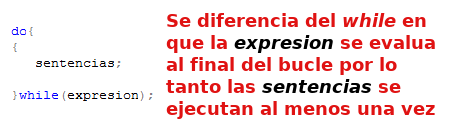 do{
{
sentencias;
}while(expresion);
Se diferencia del while en
que la expresion se evalua
al final del bucle por lo
tanto las sentencias se
ejecutan al menos una vez